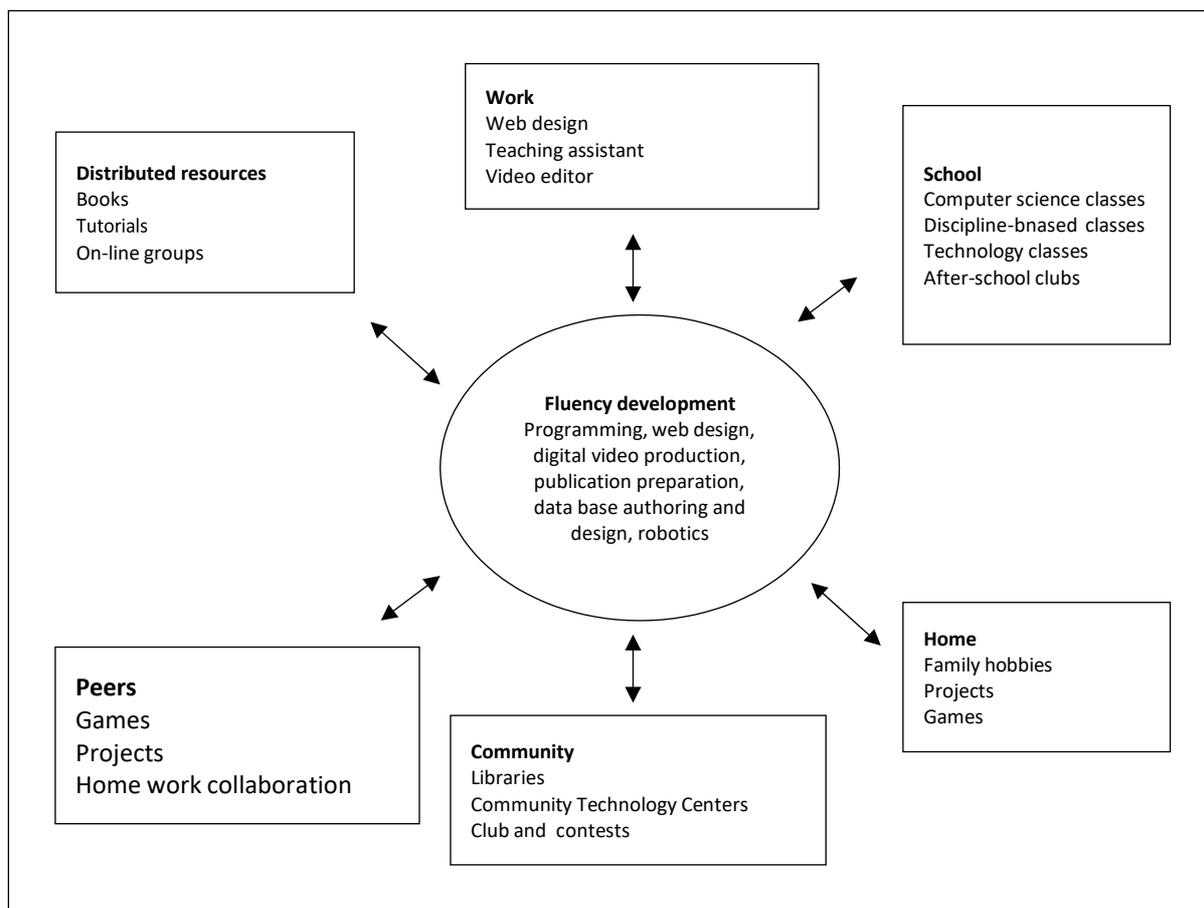 Work
Web design
Teaching assistant
Video editor
Distributed resources
Books
Tutorials
On-line groups
School
Computer science classes
Discipline-bnased classes
Technology classes
After-school clubs
Fluency development
Programming, web design,
digital video production,
publication preparation,
data base authoring and
design, robotics
Peers
Games
Projects
Home work collaboration
Community
Libraries
Community Technology Centers
Club and contests
Home
Family hobbies
Projects
Games